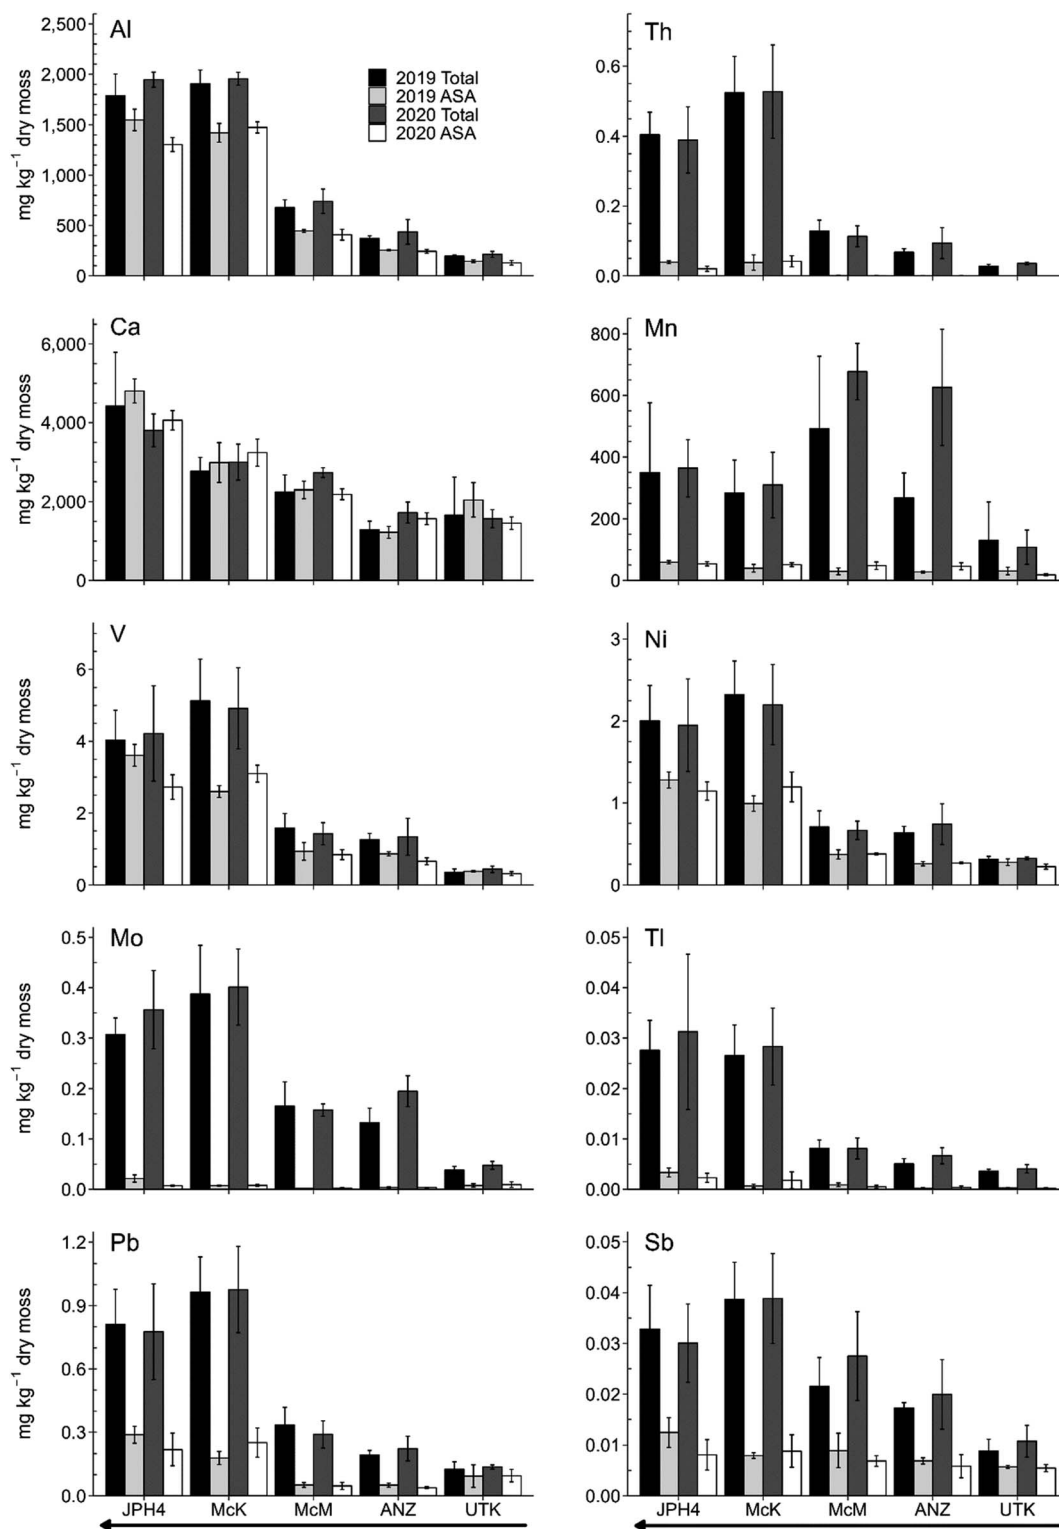 Al
mg kg⁻¹ dry moss
2,500
2,000
1,500
1,000
500
0
2019 Total
2019 ASA
2020 Total
2020 ASA
Th
0.6
0.4
0.2
0.0
Ca
mg kg⁻¹ dry moss
6,000
4,000
2,000
0
Mn
800
600
400
200
0
V
mg kg⁻¹ dry moss
6
4
2
0
Ni
3
2
1
0
Mo
mg kg⁻¹ dry moss
0.5
0.4
0.3
0.2
0.1
0.0
Tl
0.05
0.04
0.03
0.02
0.01
0.00
Pb
mg kg⁻¹ dry moss
1.2
0.9
0.6
0.3
0.0
JPH4 McK McM ANZ UTK
Sb
0.05
0.04
0.03
0.02
0.01
0.00
JPH4 McK McM ANZ UTK